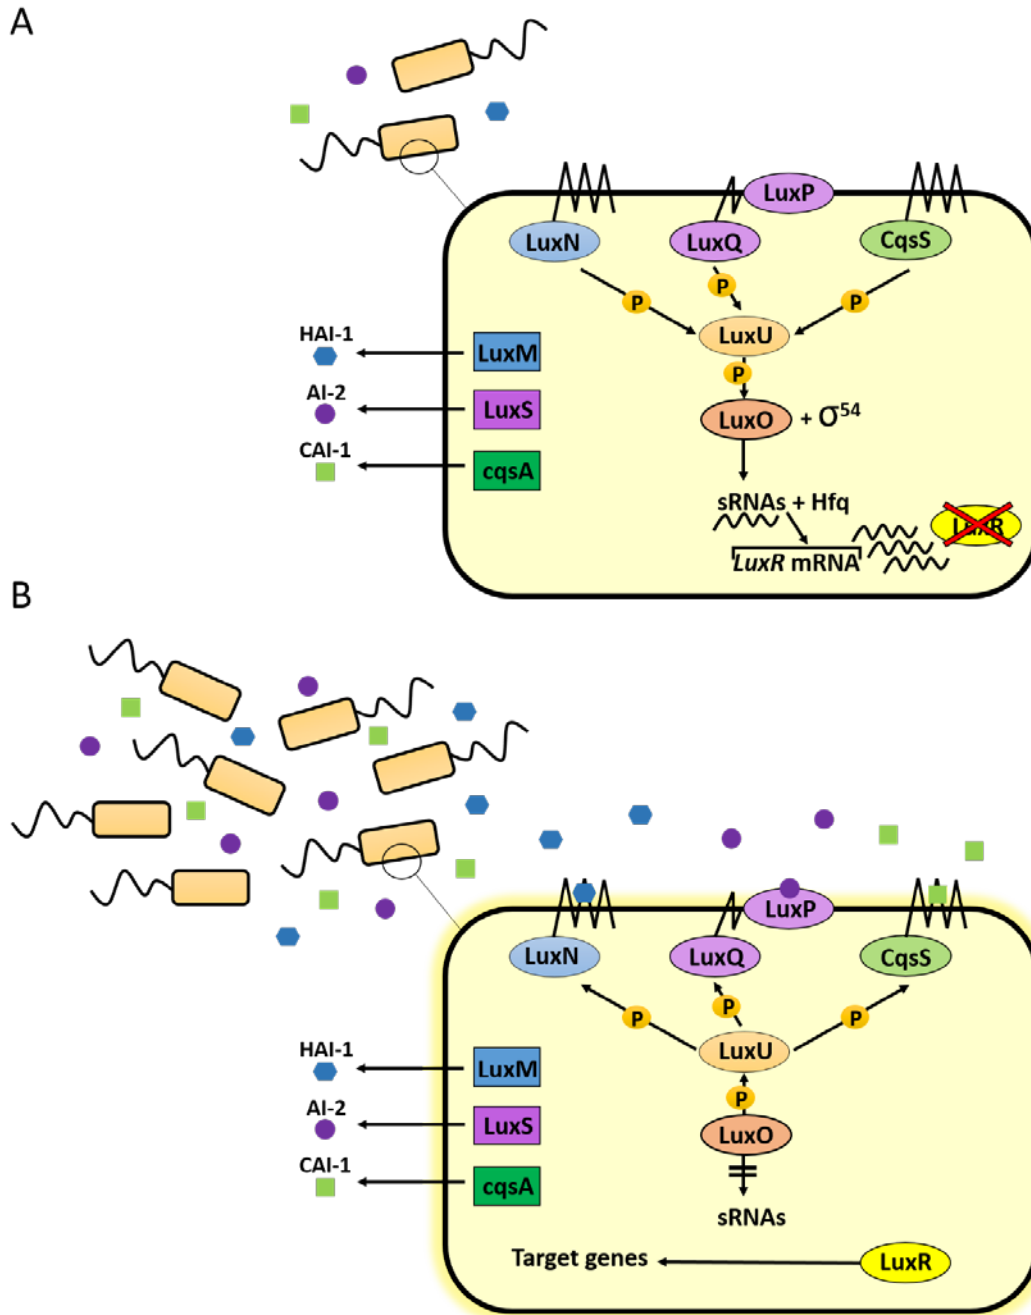 A
LuxP
LuxN
LuxQ
CqsS
P
P
P
HAI-1
LuxM
LuxU
P
AI-2
LuxS
LuxO + σ54
CAI-1
cqsA
sRNAs + Hfq
LuxR
LuxR mRNA
B
LuxP
LuxN
LuxQ
CqsS
P
P
P
HAI-1
LuxM
LuxU
P
AI-2
LuxS
LuxO
CAI-1
cqsA
sRNAs
Target genes
LuxR